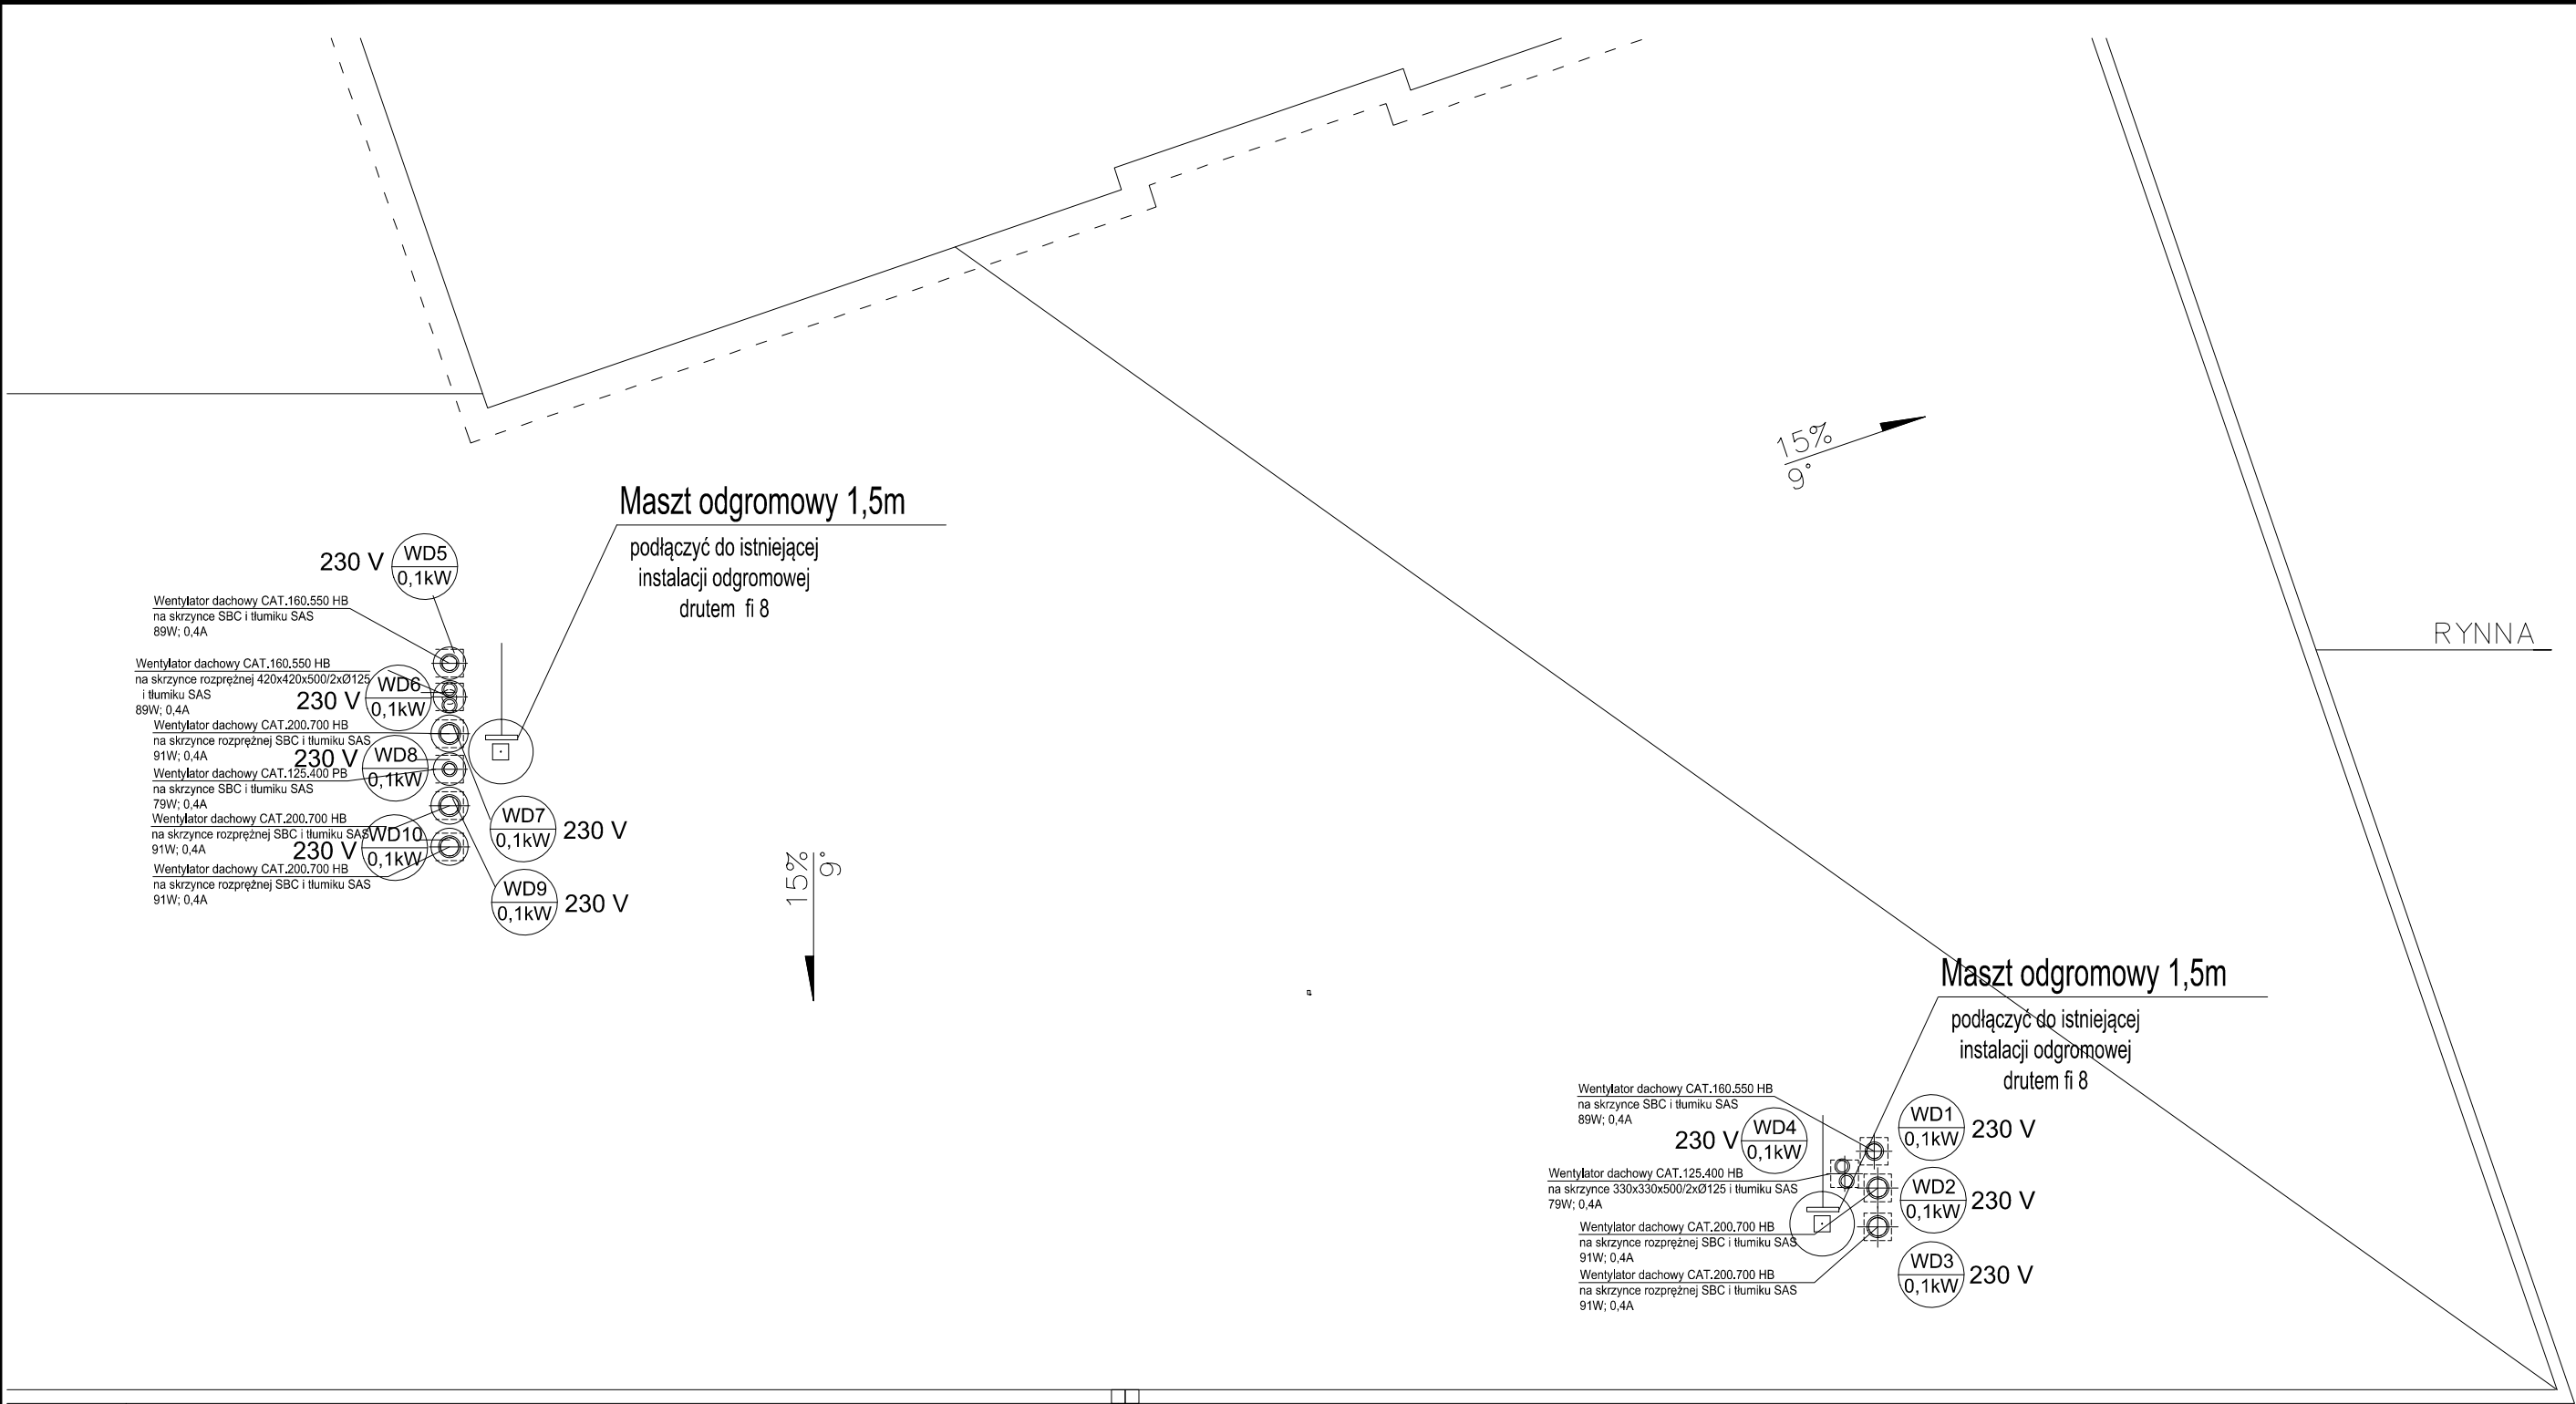 15%
9°
Maszt odgromowy 1,5m
podłączyć do istniejącej
instalacji odgromowej
drutem fi 8
230 V
WD5
0,1kW
Wentylator dachowy CAT.160.550 HB
na skrzynce SBC i tłumiku SAS
89W; 0,4A
Wentylator dachowy CAT.160.550 HB
na skrzynce rozprężnej 420x420x500/2xØ125
i tłumiku SAS
89W; 0,4A
230 V
WD6
0,1kW
Wentylator dachowy CAT.200.700 HB
na skrzynce rozprężnej SBC i tłumiku SAS
91W; 0,4A
230 V
WD8
0,1kW
Wentylator dachowy CAT.125.400 PB
na skrzynce SBC i tłumiku SAS
79W; 0,4A
Wentylator dachowy CAT.200.700 HB
na skrzynce rozprężnej SBC i tłumiku SAS
91W; 0,4A
230 V
WD10
0,1kW
Wentylator dachowy CAT.200.700 HB
na skrzynce rozprężnej SBC i tłumiku SAS
91W; 0,4A
WD7
0,1kW
230 V
WD9
0,1kW
230 V
15%
9°
RYNNA
Maszt odgromowy 1,5m
podłączyć do istniejącej
instalacji odgromowej
drutem fi 8
Wentylator dachowy CAT.160.550 HB
na skrzynce SBC i tłumiku SAS
89W; 0,4A
230 V
WD4
0,1kW
WD1
0,1kW
230 V
Wentylator dachowy CAT.125.400 HB
na skrzynce 330x330x500/2xØ125 i tłumiku SAS
79W; 0,4A
WD2
0,1kW
230 V
Wentylator dachowy CAT.200.700 HB
na skrzynce rozprężnej SBC i tłumiku SAS
91W; 0,4A
Wentylator dachowy CAT.200.700 HB
na skrzynce rozprężnej SBC i tłumiku SAS
91W; 0,4A
WD3
0,1kW
230 V